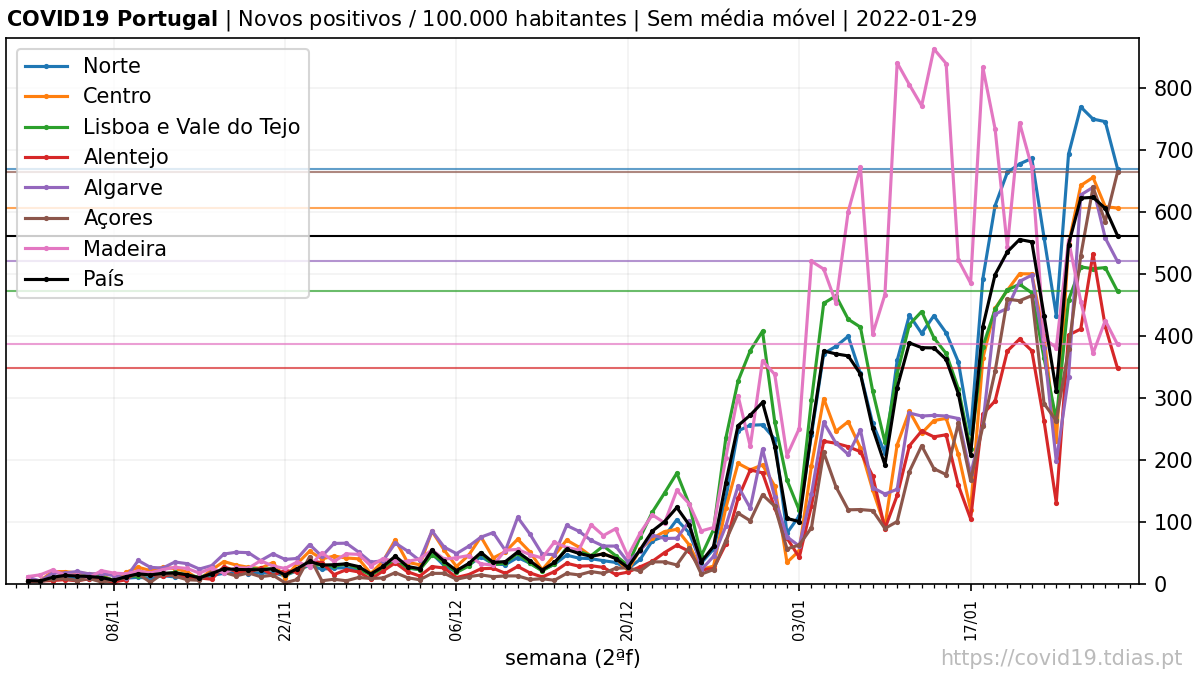 COVID19 Portugal | Novos positivos / 100.000 habitantes | Sem média móvel | 2022-01-29
Norte
Centro
Lisboa e Vale do Tejo
Alentejo
Algarve
Açores
Madeira
País
800
700
600
500
400
300
200
100
0
08/11
22/11
06/12
20/12
03/01
17/01
semana (2ªf)
https://covid19.tdias.pt